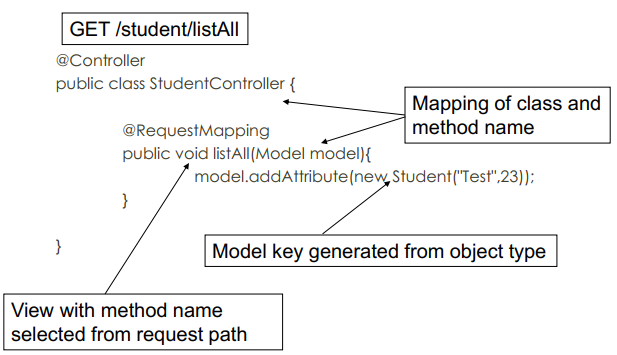 GET /student/listAll
@Controller
public class StudentController {
Mapping of class and
method name
@RequestMapping
public void listAll(Model model){
model.addAttribute(new Student("Test",23));
}
Model key generated from object type
}
View with method name
selected from request path